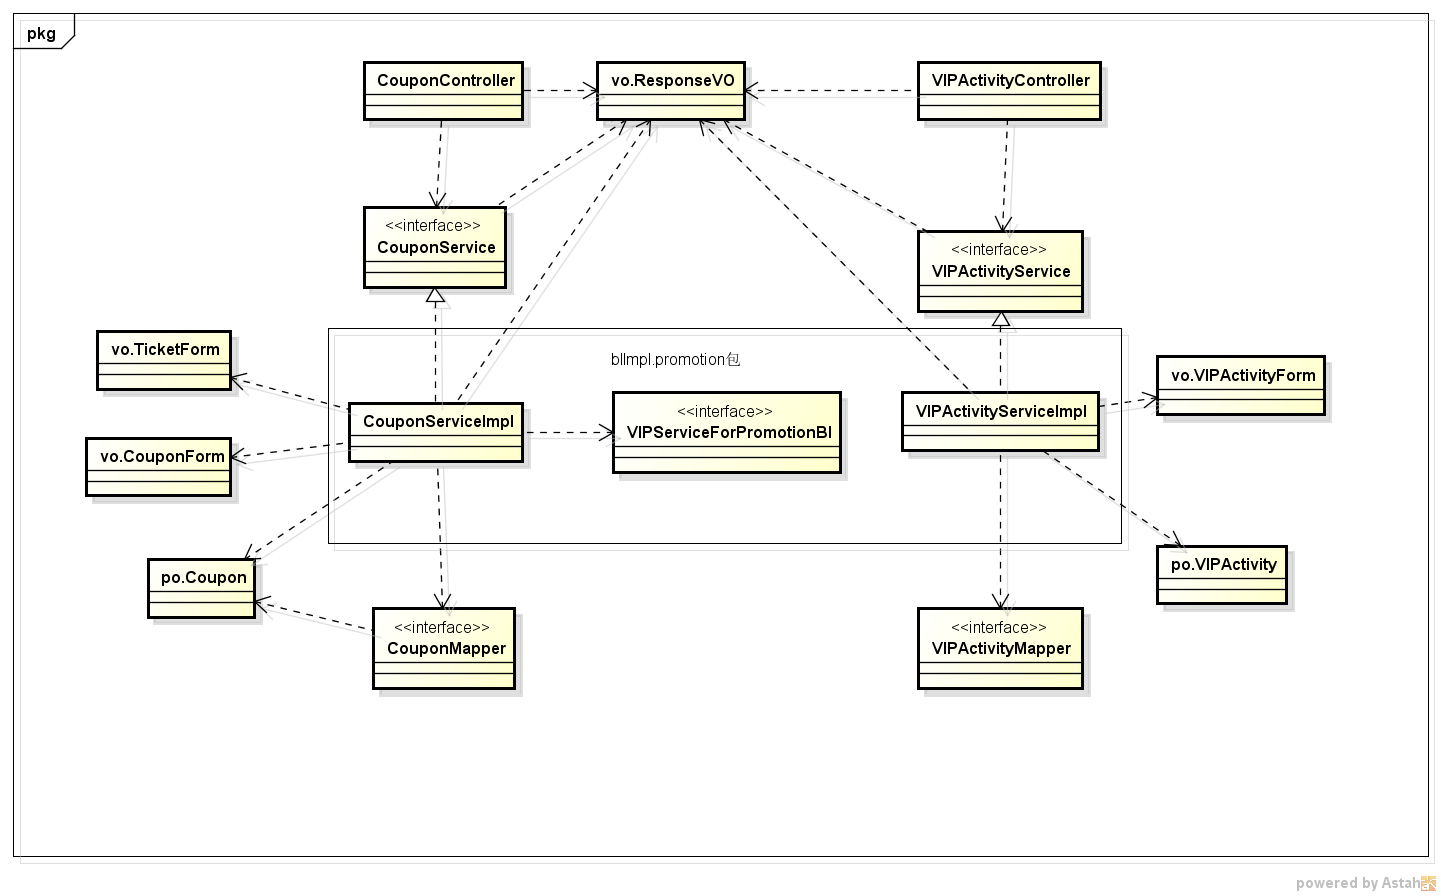 pkg
CouponController
vo.ResponseVO
VIPActivityController
<<interface>>
CouponService
<<interface>>
VIPActivityService
blImpl.promotion包
vo.TicketForm
vo.CouponForm
CouponServiceImpl
<<interface>>
VIPServiceForPromotionBl
VIPActivityServiceImpl
vo.VIPActivityForm
po.Coupon
<<interface>>
CouponMapper
<<interface>>
VIPActivityMapper
po.VIPActivity
powered by Astah